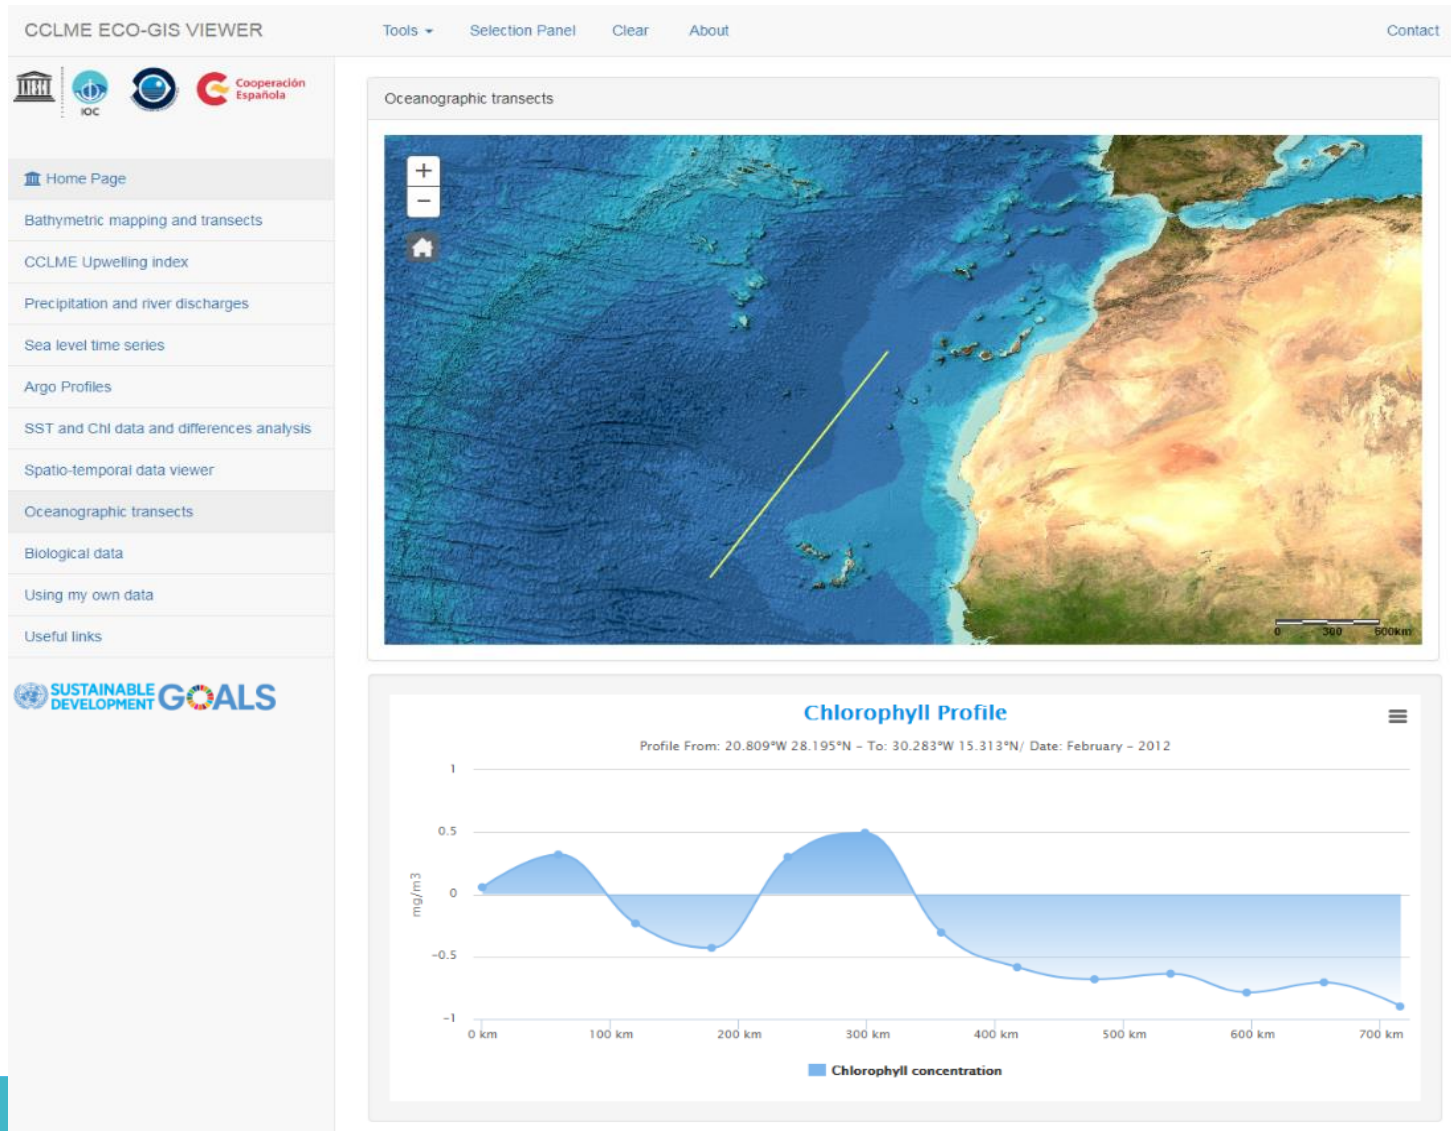 CCLME ECO-GIS VIEWER
Tools Selection Panel Clear About Contact
IOC
Cooperación
Española
Home Page
Bathymetric mapping and transects
CCLME Upwelling index
Precipitation and river discharges
Sea level time series
Argo Profiles
SST and Chl data and differences analysis
Spatio-temporal data viewer
Oceanographic transects
Biological data
Using my own data
Useful links
SUSTAINABLE
DEVELOPMENT GOALS
Oceanographic transects
+
−
0 300 600km
Chlorophyll Profile
Profile From: 20.809°W 28.195°N – To: 30.283°W 15.313°N/ Date: February – 2012
mg/m3
1
0.5
0
−0.5
−1
0 km 100 km 200 km 300 km 400 km 500 km 600 km 700 km
Chlorophyll concentration